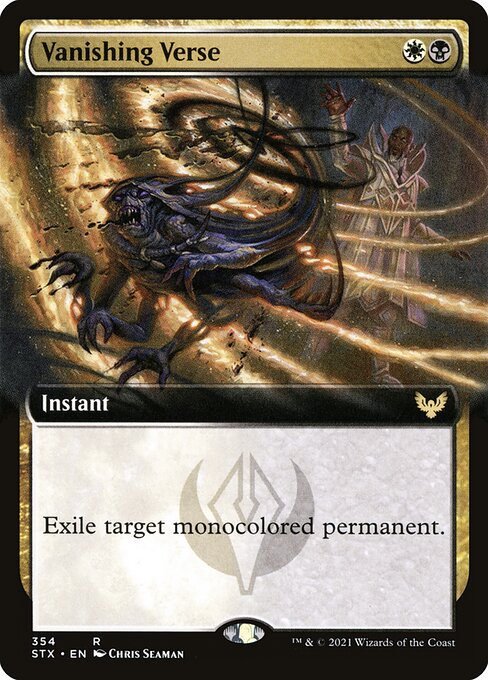 Vanishing Verse
Instant
Exile target monocolored permanent.
354 R
STX • EN Chris Seaman
™ & © 2021 Wizards of the Coast